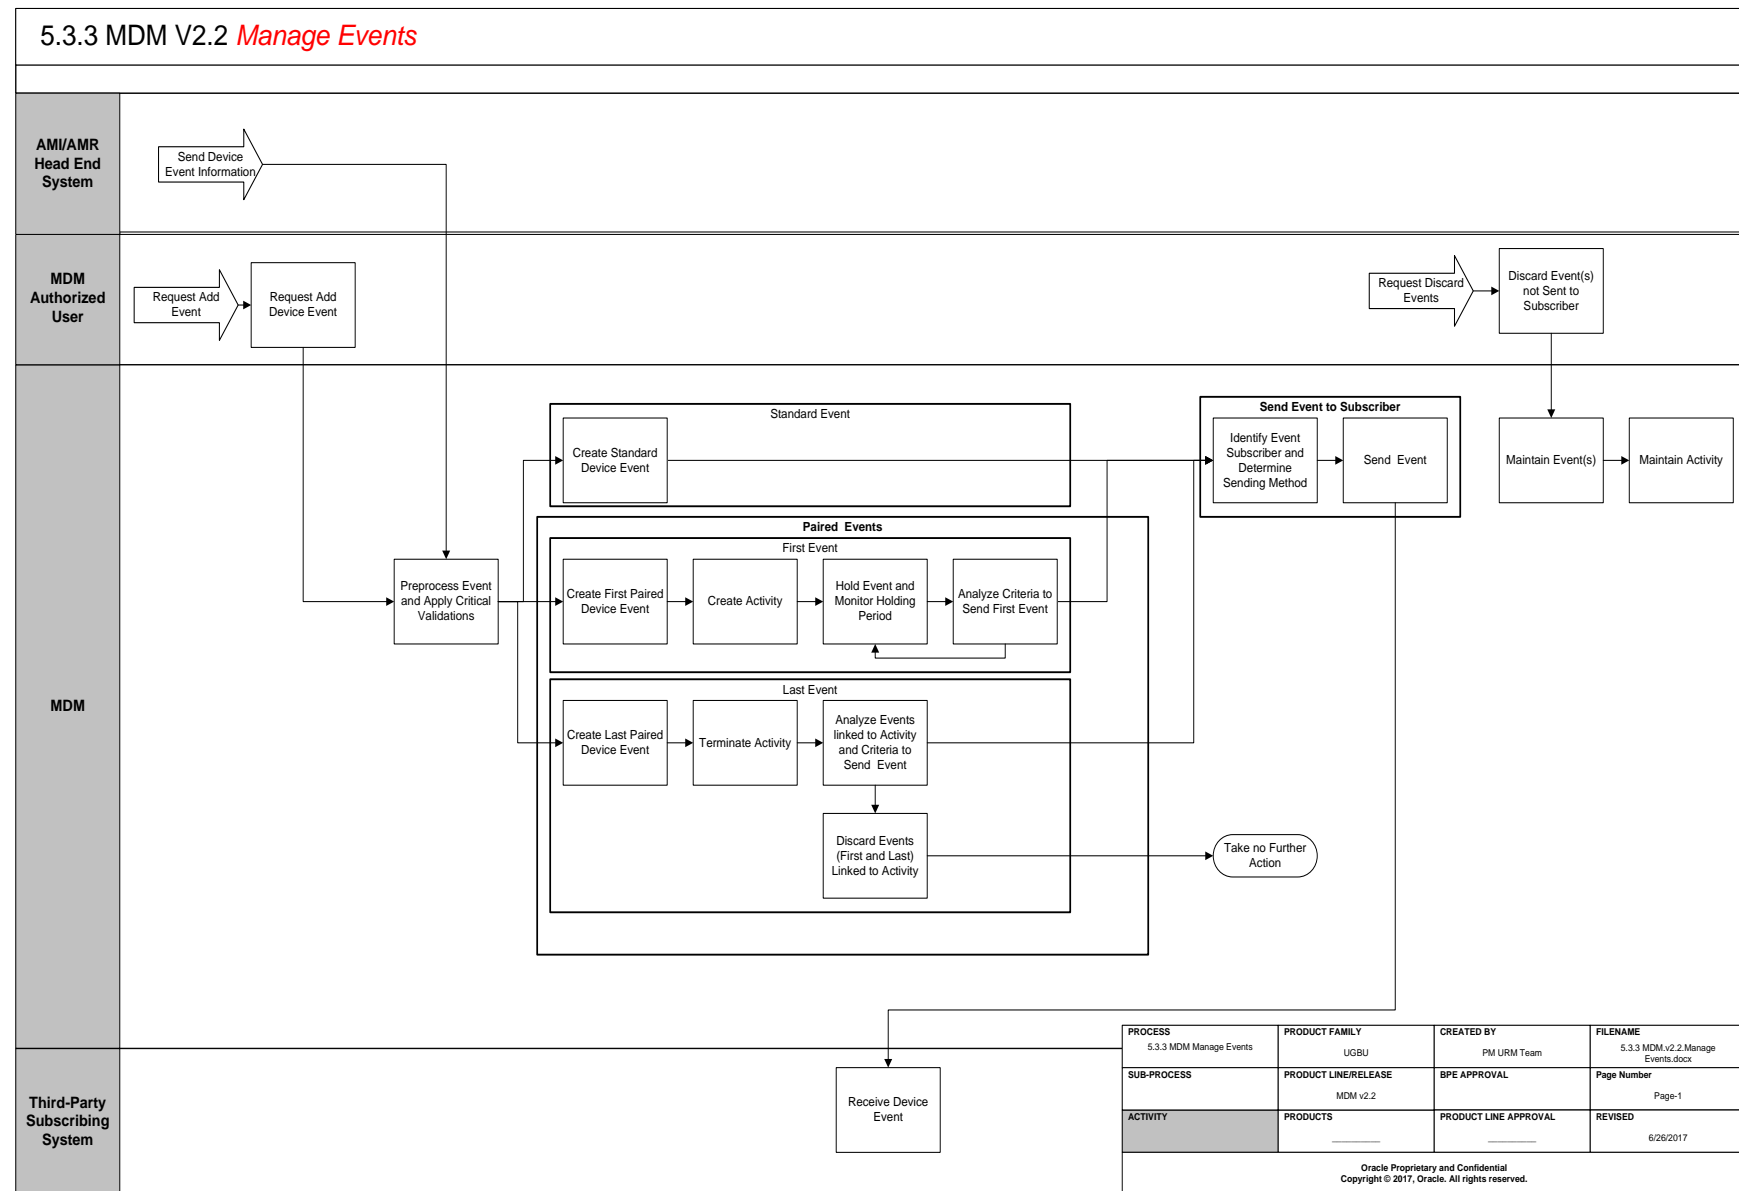 5.3.3 MDM V2.2 Manage Events
AMI/AMR
Head End
System
Send Device
Event Information
MDM
Authorized
User
Request Add
Event
Request Add
Device Event
Request Discard
Events
Discard Event(s)
not Sent to
Subscriber
MDM
Standard Event
Create Standard
Device Event
Send Event to Subscriber
Identify Event
Subscriber and
Determine
Sending Method
Send  Event
Maintain Event(s)
Maintain Activity
Preprocess Event
and Apply Critical
Validations
Paired  Events
First Event
Create First Paired
Device Event
Create Activity
Hold Event and
Monitor Holding
Period
Analyze Criteria to
Send First Event
Last Event
Create Last Paired
Device Event
Terminate Activity
Analyze Events
linked to Activity
and Criteria to
Send  Event
Discard Events
(First and Last)
Linked to Activity
Take no Further
Action
Third-Party
Subscribing
System
Receive Device
Event
PROCESS
5.3.3 MDM Manage Events
PRODUCT FAMILY
UGBU
CREATED BY
PM URM Team
FILENAME
5.3.3 MDM.v2.2.Manage
Events.docx
SUB-PROCESS
PRODUCT LINE/RELEASE
MDM v2.2
BPE APPROVAL
Page Number
Page-1
ACTIVITY
PRODUCTS
PRODUCT LINE APPROVAL
REVISED
6/26/2017
Oracle Proprietary and Confidential
Copyright © 2017, Oracle. All rights reserved.